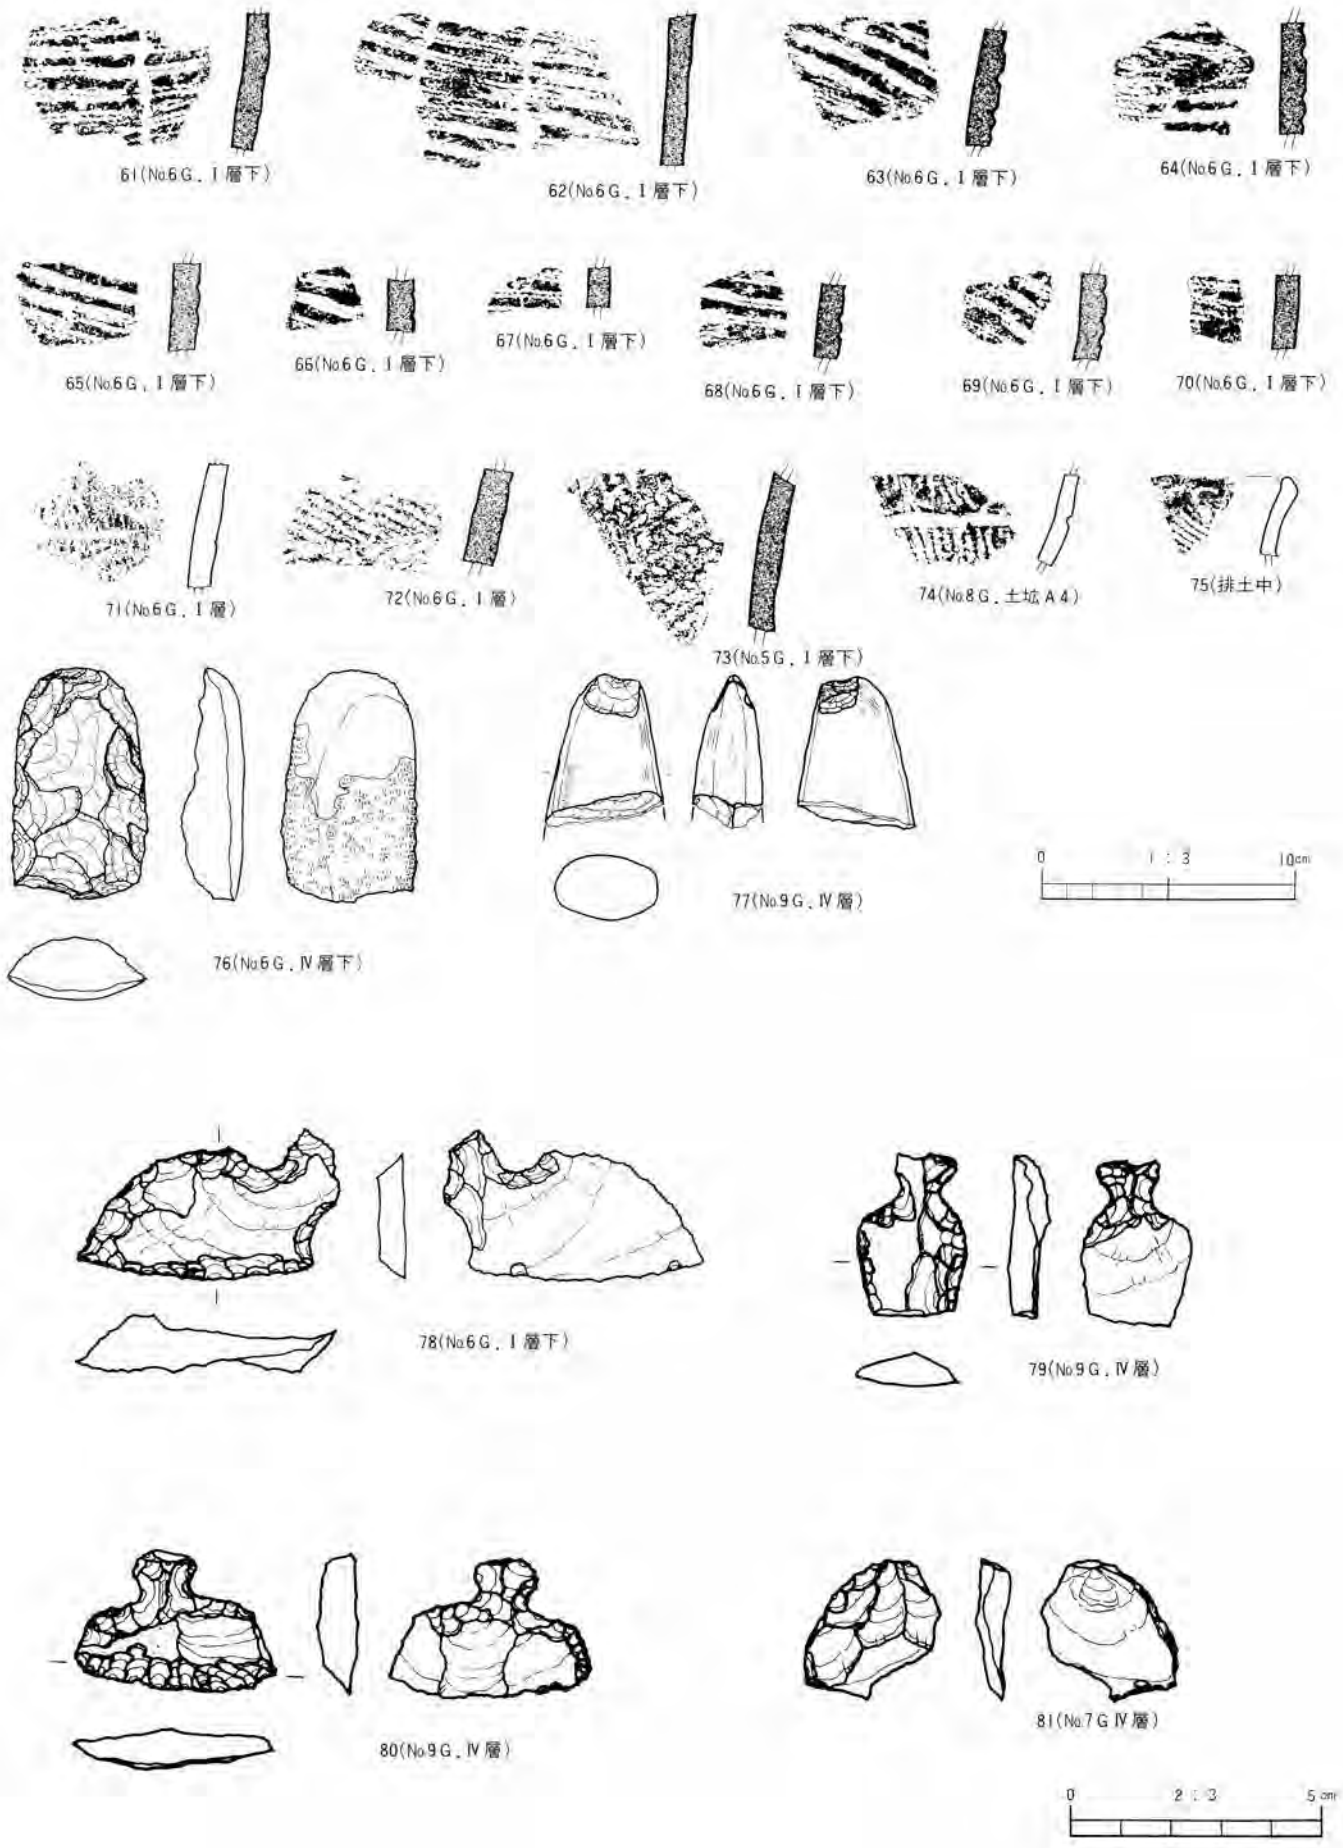 61(No.6G. I層下)
62(No.6G. I層下)
63(No.6G. I層下)
64(No.6G. I層下)
65(No.6G. I層下)
66(No.6G. I層下)
67(No.6G. I層下)
68(No.6G. I層下)
69(No.6G. I層下)
70(No.6G. I層下)
71(No.6G. I層)
72(No.6G. I層)
73(No.5G. I層下)
74(No.8G. 土坑A4)
75(排土中)
76(No.6G. IV層下)
77(No.9G. IV層)
0 1:3 10cm
78(No.6G. I層下)
79(No.9G. IV層)
80(No.9G. IV層)
81(No.7G IV層)
0 2:3 5cm